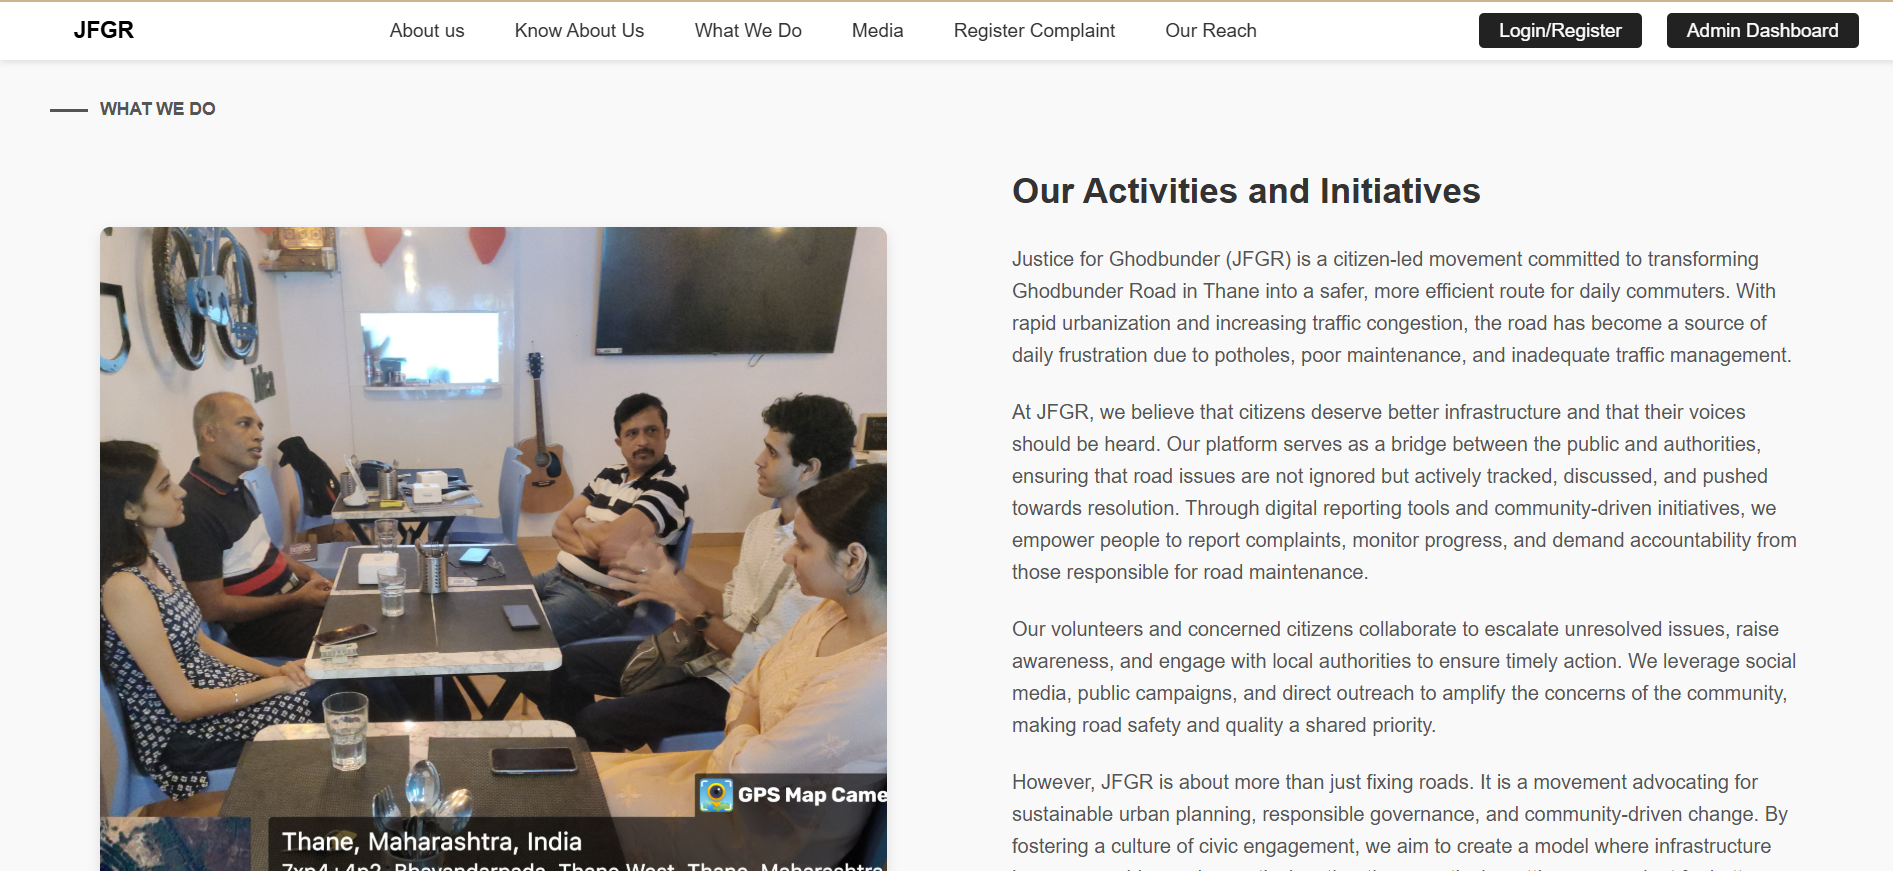 JFGR
About us
Know About Us
What We Do
Media
Register Complaint
Our Reach
Login/Register
Admin Dashboard
WHAT WE DO
Our Activities and Initiatives
Justice for Ghodbunder (JFGR) is a citizen-led movement committed to transforming
Ghodbunder Road in Thane into a safer, more efficient route for daily commuters. With
rapid urbanization and increasing traffic congestion, the road has become a source of
daily frustration due to potholes, poor maintenance, and inadequate traffic management.
At JFGR, we believe that citizens deserve better infrastructure and that their voices
should be heard. Our platform serves as a bridge between the public and authorities,
ensuring that road issues are not ignored but actively tracked, discussed, and pushed
towards resolution. Through digital reporting tools and community-driven initiatives, we
empower people to report complaints, monitor progress, and demand accountability from
those responsible for road maintenance.
Our volunteers and concerned citizens collaborate to escalate unresolved issues, raise
awareness, and engage with local authorities to ensure timely action. We leverage social
media, public campaigns, and direct outreach to amplify the concerns of the community,
making road safety and quality a shared priority.
However, JFGR is about more than just fixing roads. It is a movement advocating for
sustainable urban planning, responsible governance, and community-driven change. By
fostering a culture of civic engagement, we aim to create a model where infrastructure
GPS Map Came
Thane, Maharashtra, India
Thane West, Thane, Maharashtra